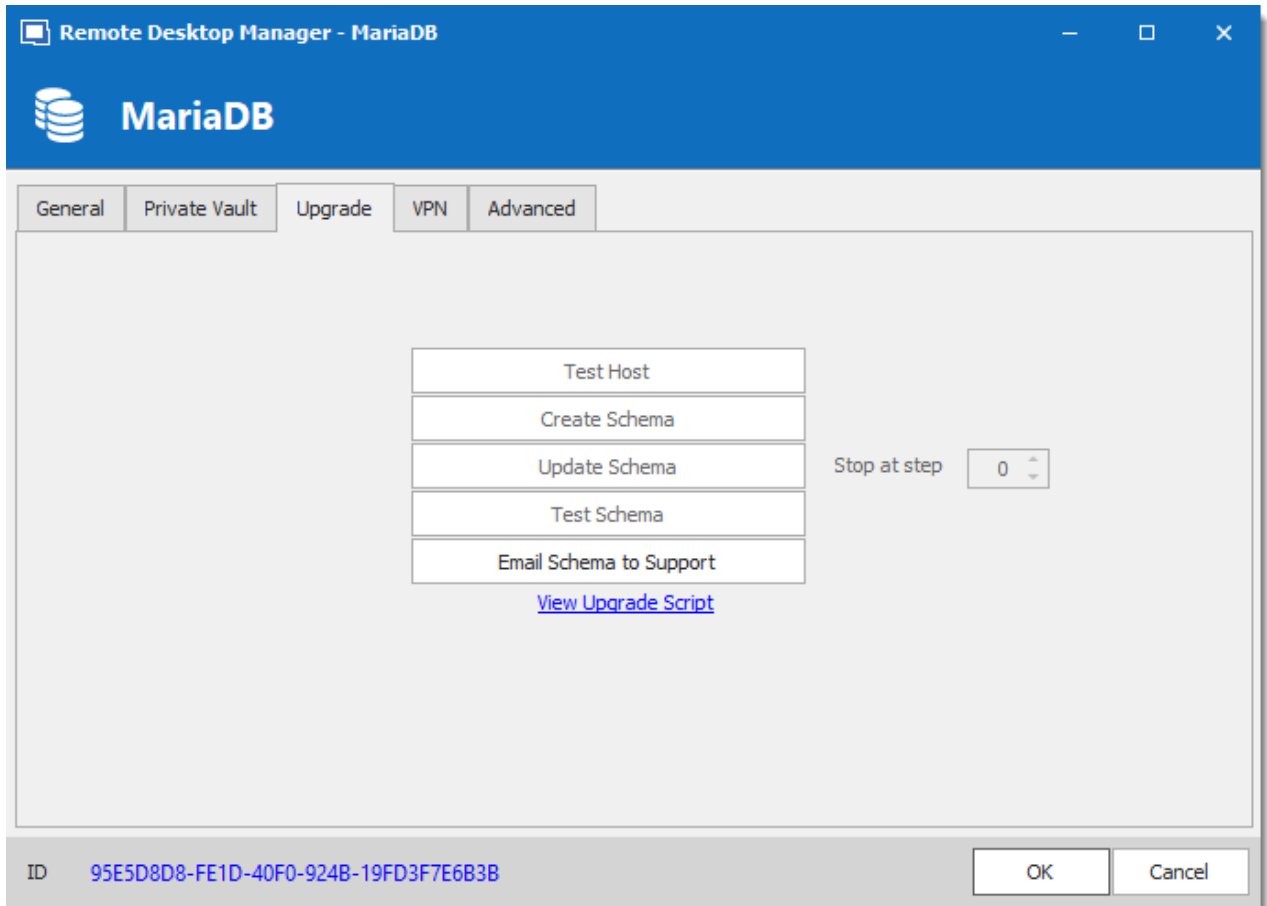 Remote Desktop Manager - MariaDB
MariaDB
General Private Vault Upgrade VPN Advanced
Test Host
Create Schema
Update Schema Stop at step 0
Test Schema
Email Schema to Support
View Upgrade Script
ID 95E5D8D8-FE1D-40F0-924B-19FD3F7E6B3B OK Cancel